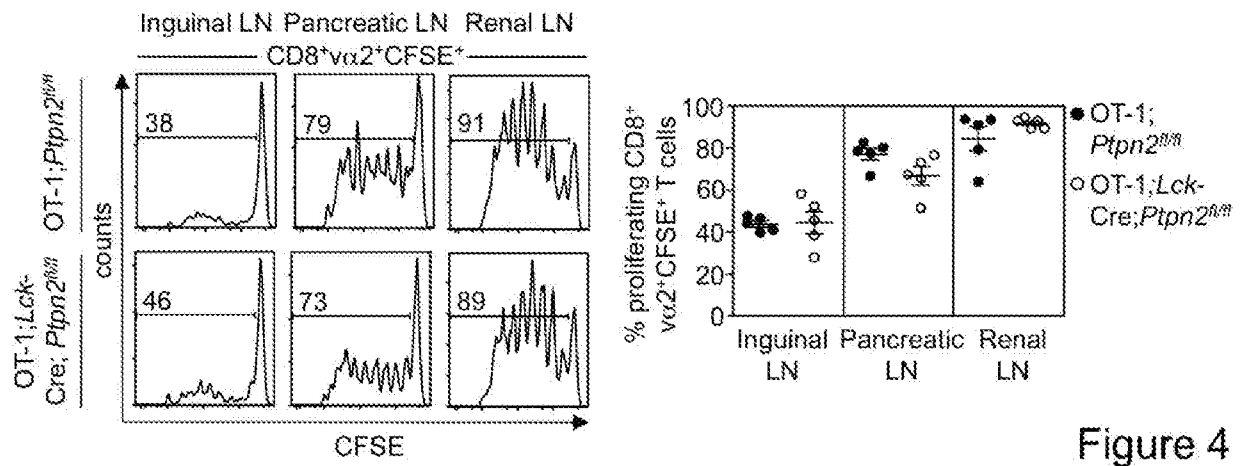 Inguinal LN Pancreatic LN Renal LN
CD8⁺vα2⁺CFSE⁺
OT-1;Ptpn2fl/fl
38
79
91
OT-1;Lck-
Cre; Ptpn2fl/fl
46
73
89
counts
CFSE
% proliferating CD8⁺
vα2⁺CFSE⁺ T cells
100
80
60
40
20
0
Inguinal
LN
Pancreatic
LN
Renal
LN
OT-1;
Ptpn2fl/fl
OT-1;Lck-
Cre;Ptpn2fl/fl
Figure 4